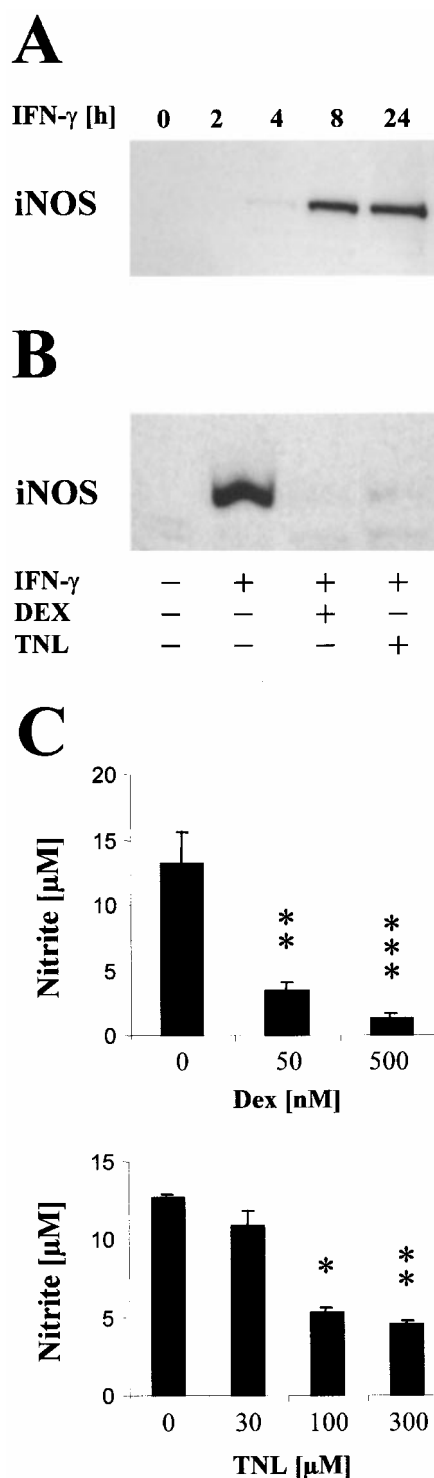 A
IFN-γ [h] 0 2 4 8 24
iNOS
B
iNOS
IFN-γ − + + +
DEX − − + −
TNL − − − +
C
20
15
10
5
0
Nitrite [µM]
** ***
0 50 500
Dex [nM]
15
10
5
0
Nitrite [µM]
* **
0 30 100 300
TNL [µM]